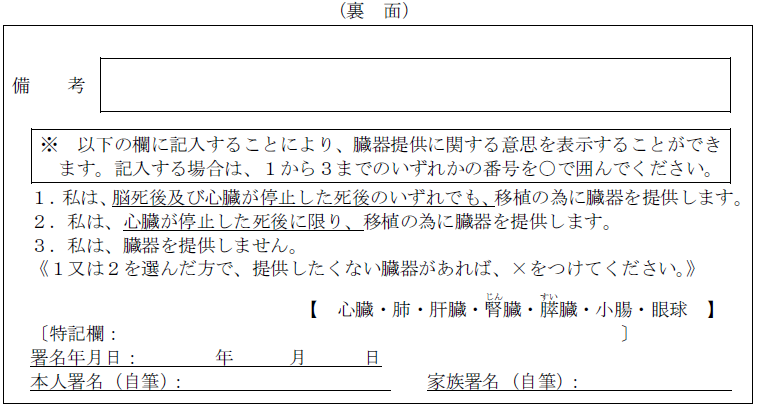 （裏　面）
備　　考
※　以下の欄に記入することにより、臓器提供に関する意思を表示することができ
ます。記入する場合は、１から３までのいずれかの番号を○で囲んでください。
１．私は、脳死後及び心臓が停止した死後のいずれでも、移植の為に臓器を提供します。
２．私は、心臓が停止した死後に限り、移植の為に臓器を提供します。
３．私は、臓器を提供しません。
《１又は２を選んだ方で、提供したくない臓器があれば、×をつけてください。》
じん　すい
【　心臓・肺・肝臓・腎臓・膵臓・小腸・眼球　】
〔特記欄：　　　　　　　　　　〕
署名年月日：　　　　年　　　月　　　日
本人署名（自筆）：　　　　　　　　家族署名（自筆）：